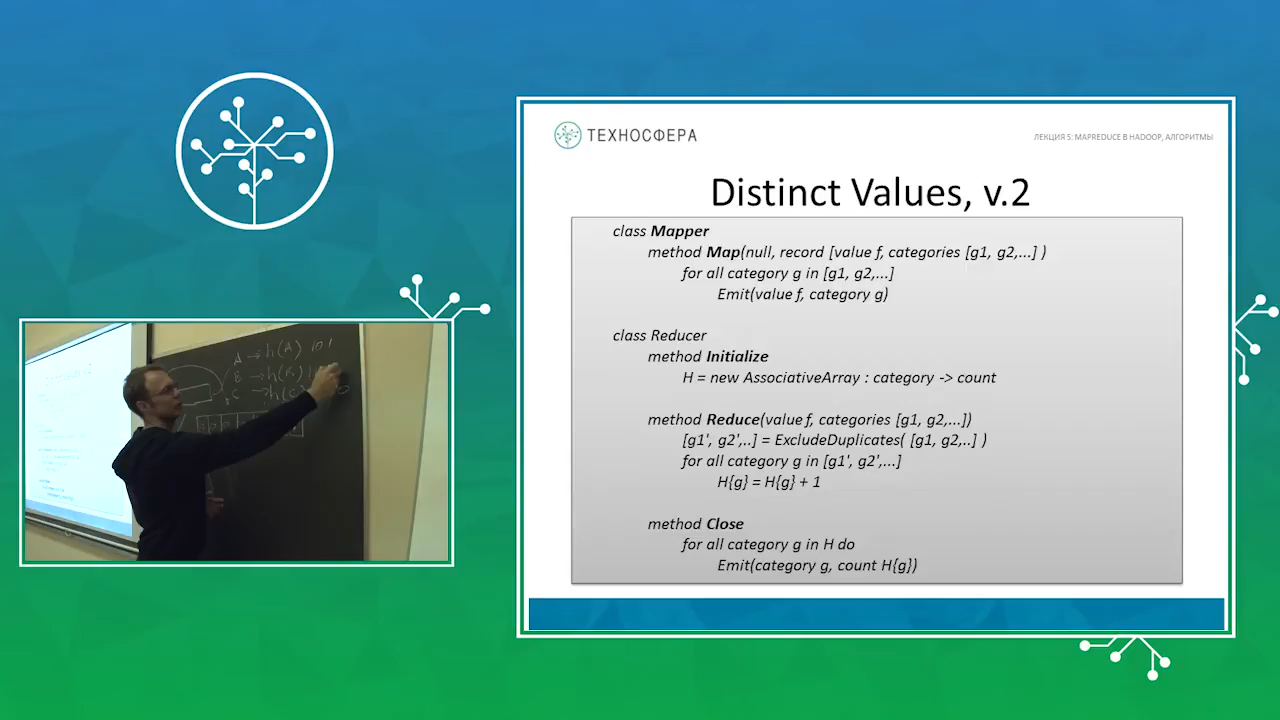 ТЕХНОСФЕРА
ЛЕКЦИЯ 5: MAPREDUCE В HADOOP, АЛГОРИТМЫ
Distinct Values, v.2
class Mapper
method Map(null, record [value f, categories [g1, g2,...] )
for all category g in [g1, g2,...]
Emit(value f, category g)
class Reducer
method Initialize
H = new AssociativeArray : category -> count
method Reduce(value f, categories [g1, g2,...])
[g1', g2',..] = ExcludeDuplicates( [g1, g2,..] )
for all category g in [g1', g2',...]
H{g} = H{g} + 1
method Close
for all category g in H do
Emit(category g, count H{g})
A → h(A) 101
B → h(B)
C → h(C)